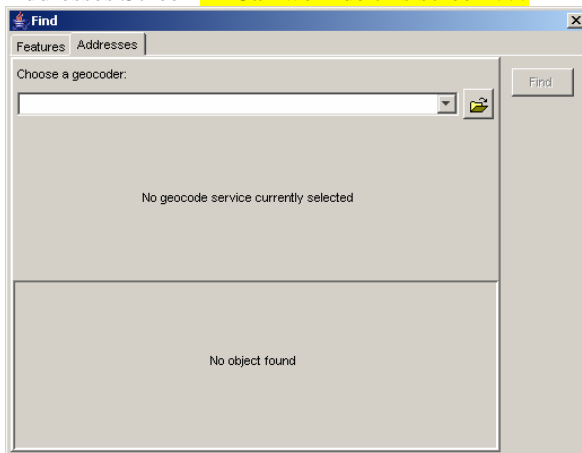 Find
Features Addresses
Choose a geocoder:
Find
No geocode service currently selected
No object found